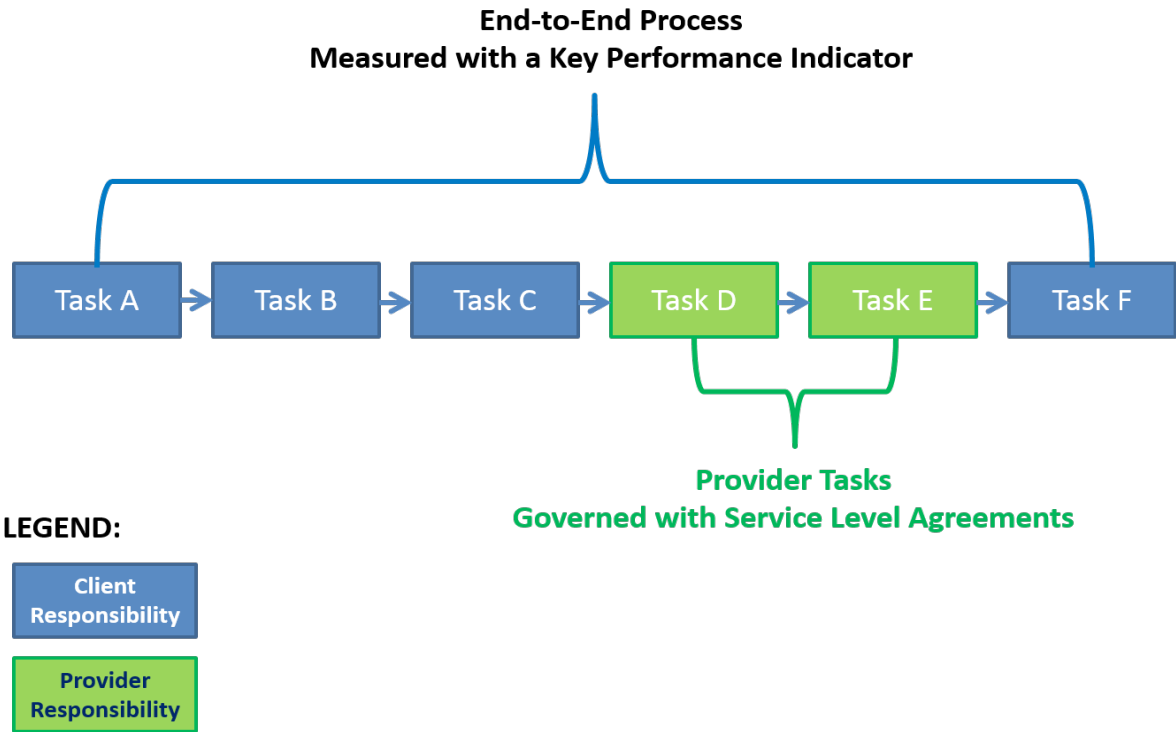 End-to-End Process
Measured with a Key Performance Indicator
Task A
Task B
Task C
Task D
Task E
Task F
Provider Tasks
Governed with Service Level Agreements
LEGEND:
Client
Responsibility
Provider
Responsibility